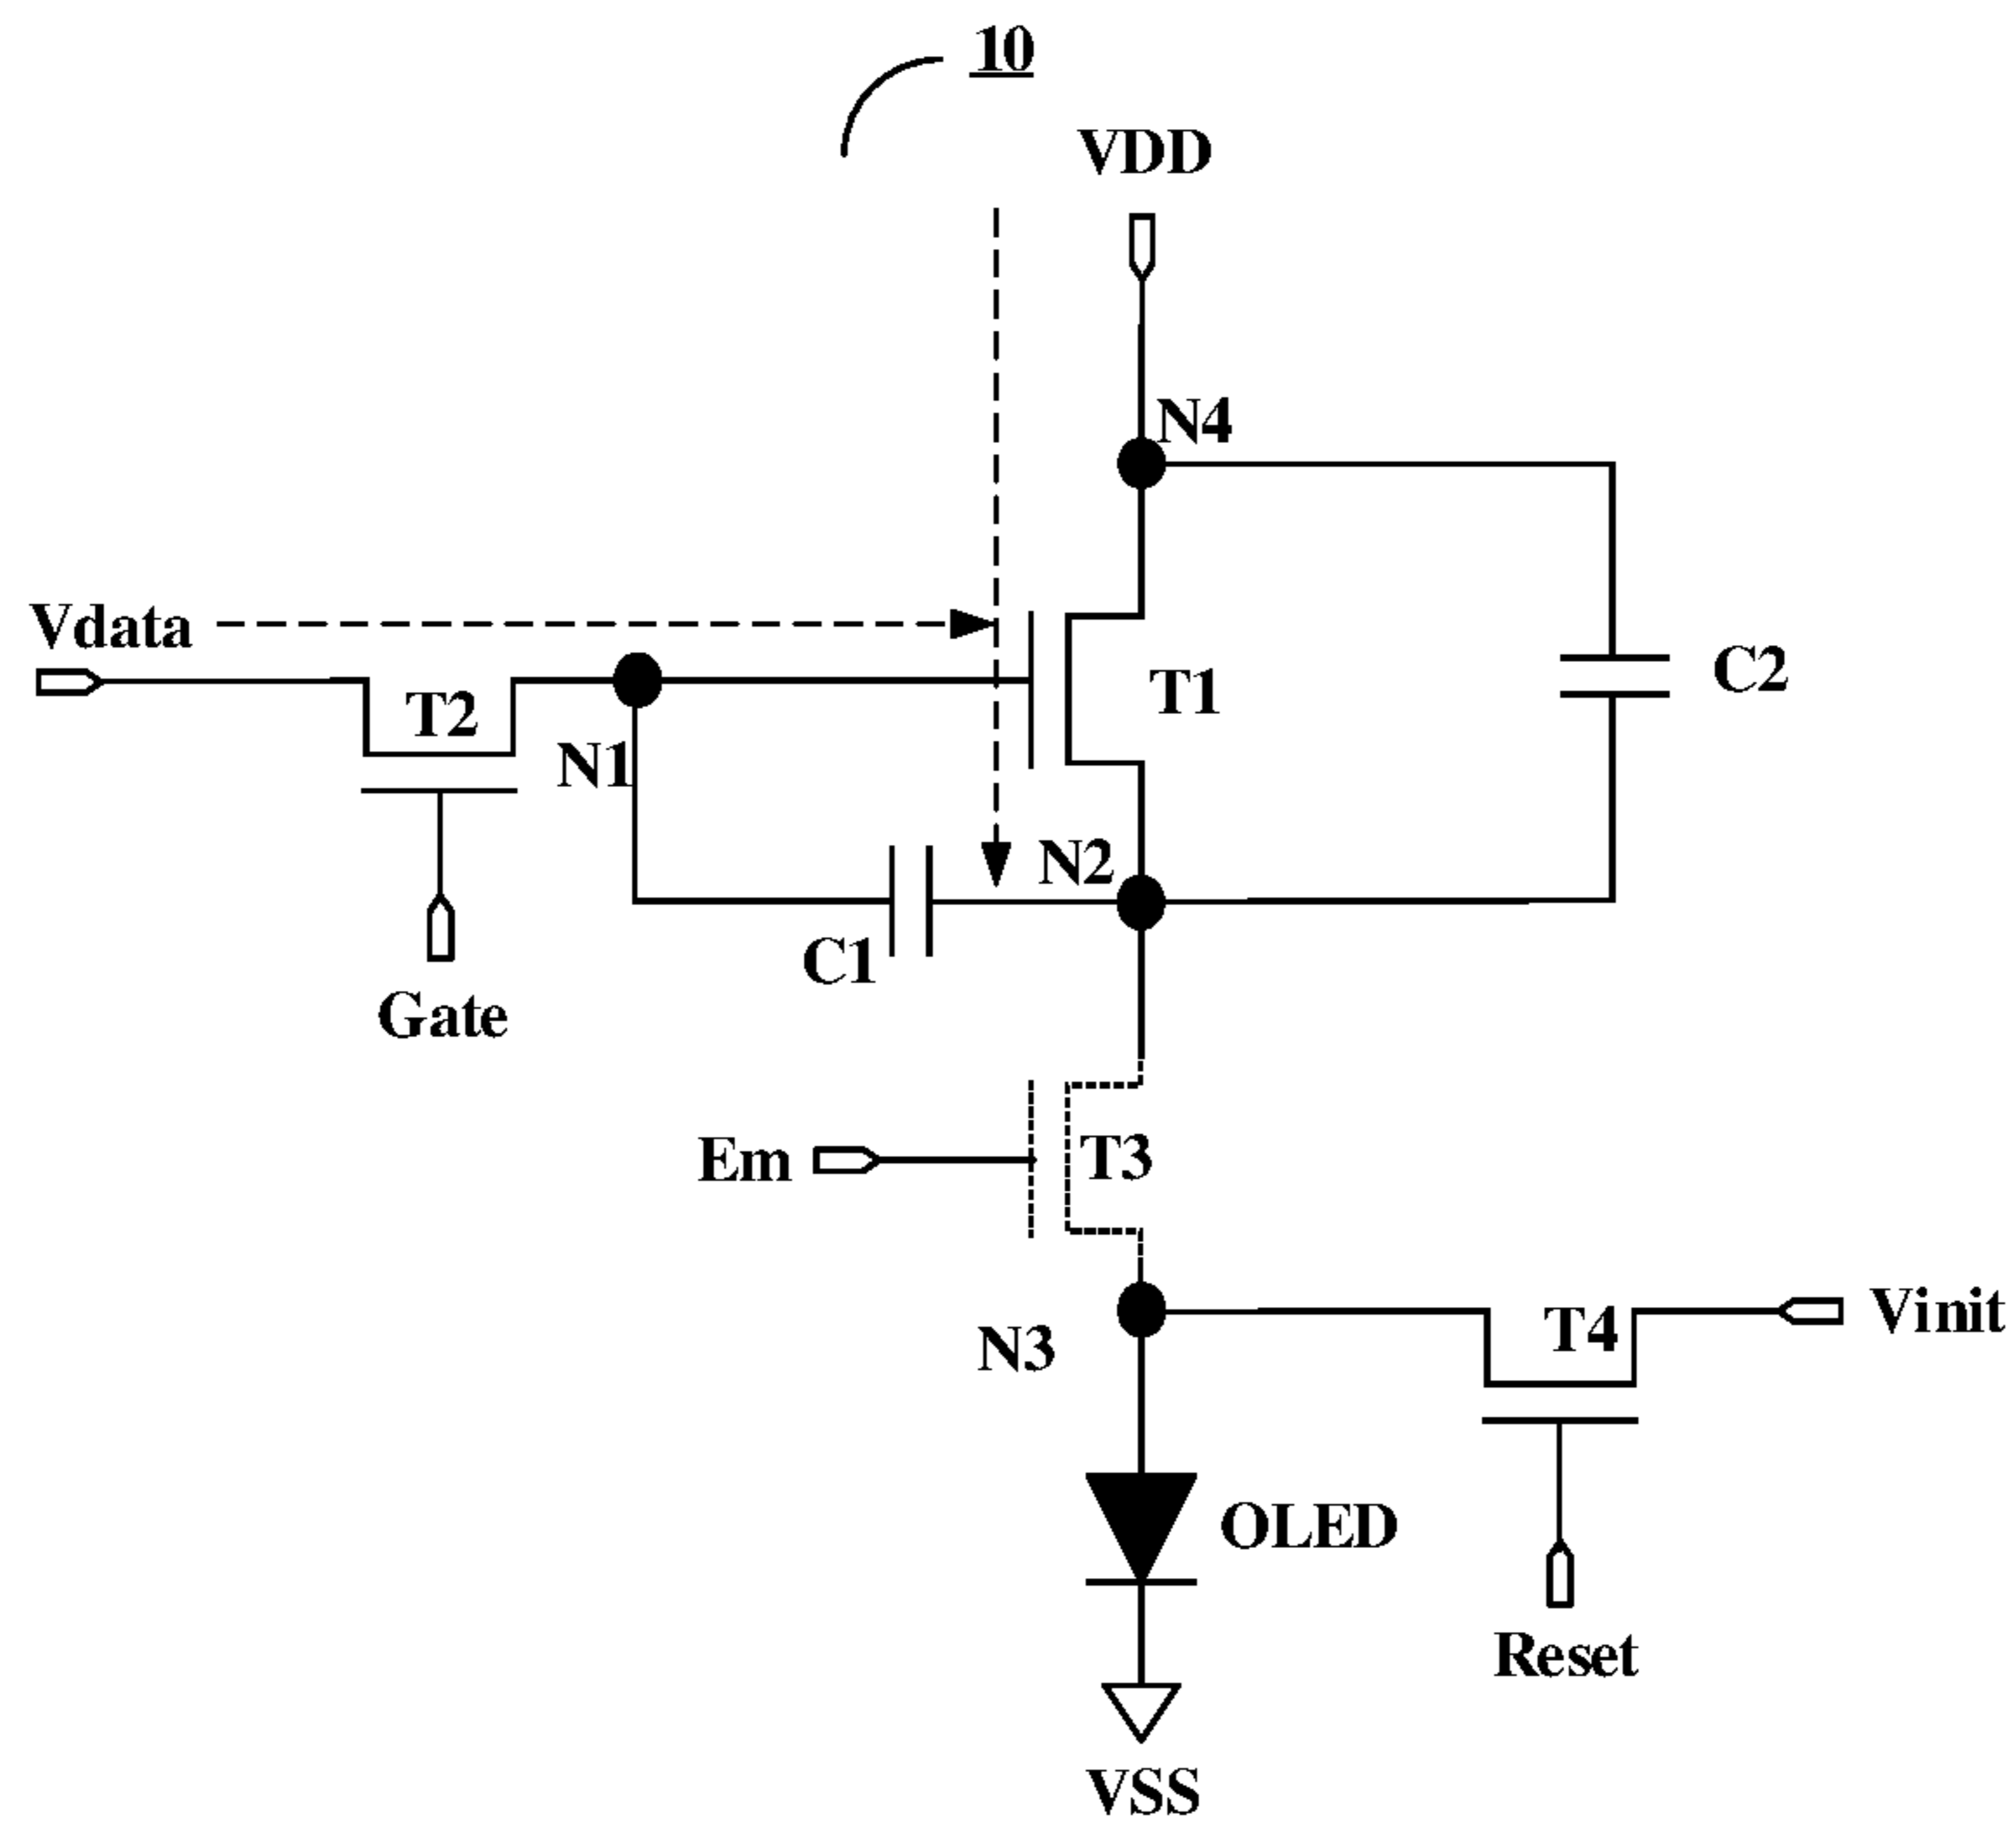 10
VDD
N4
Vdata
T2
T1
C2
N1
N2
C1
Gate
Em
T3
N3
T4
Vinit
OLED
Reset
VSS